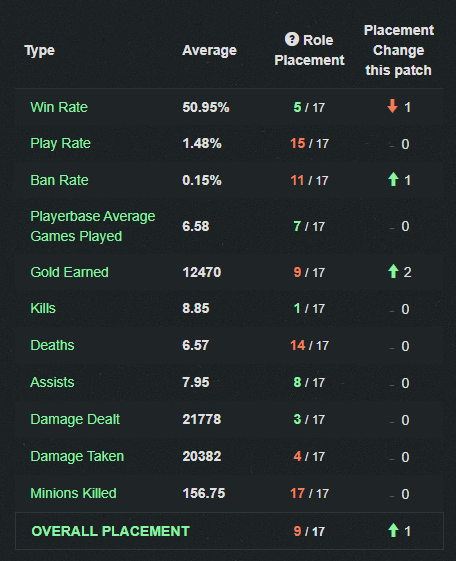 Type Average ? Role Placement Placement Change this patch
Win Rate 50.95% 5 / 17 1
Play Rate 1.48% 15 / 17 - 0
Ban Rate 0.15% 11 / 17 1
Playerbase Average Games Played 6.58 7 / 17 - 0
Gold Earned 12470 9 / 17 2
Kills 8.85 1 / 17 - 0
Deaths 6.57 14 / 17 - 0
Assists 7.95 8 / 17 - 0
Damage Dealt 21778 3 / 17 - 0
Damage Taken 20382 4 / 17 - 0
Minions Killed 156.75 17 / 17 - 0
OVERALL PLACEMENT 9 / 17 1